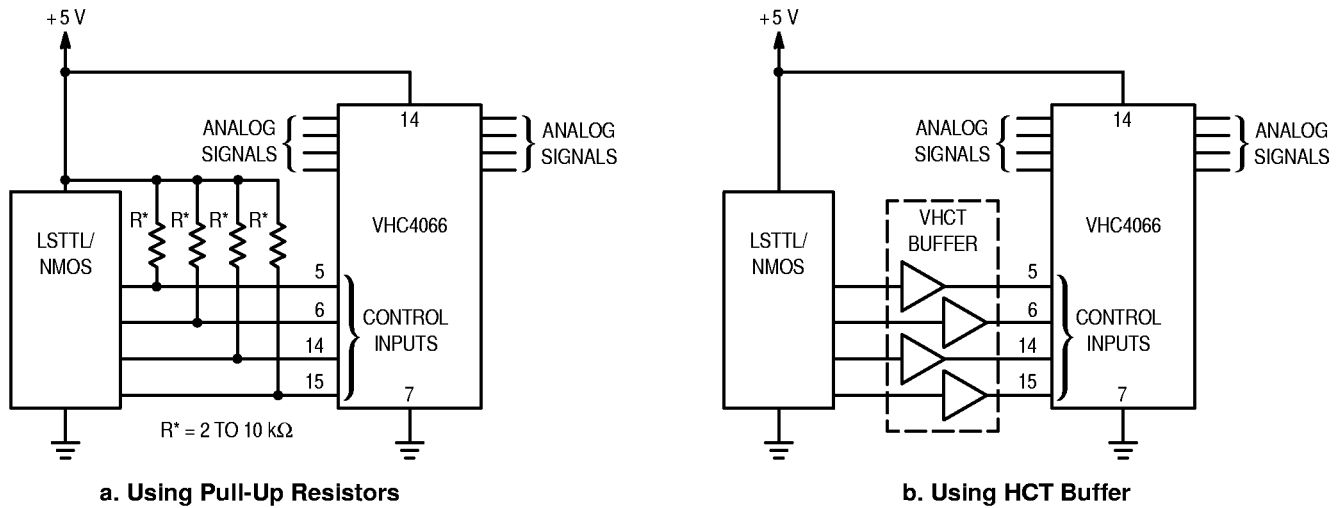 +5 V
14
ANALOG
SIGNALS
ANALOG
SIGNALS
R* R* R* R*
VHC4066
LSTTL/
NMOS
5
6
14
15
CONTROL
INPUTS
7
R* = 2 TO 10 kΩ
a. Using Pull-Up Resistors
+5 V
14
ANALOG
SIGNALS
ANALOG
SIGNALS
VHCT
BUFFER
VHC4066
LSTTL/
NMOS
5
6
14
15
CONTROL
INPUTS
7
b. Using HCT Buffer